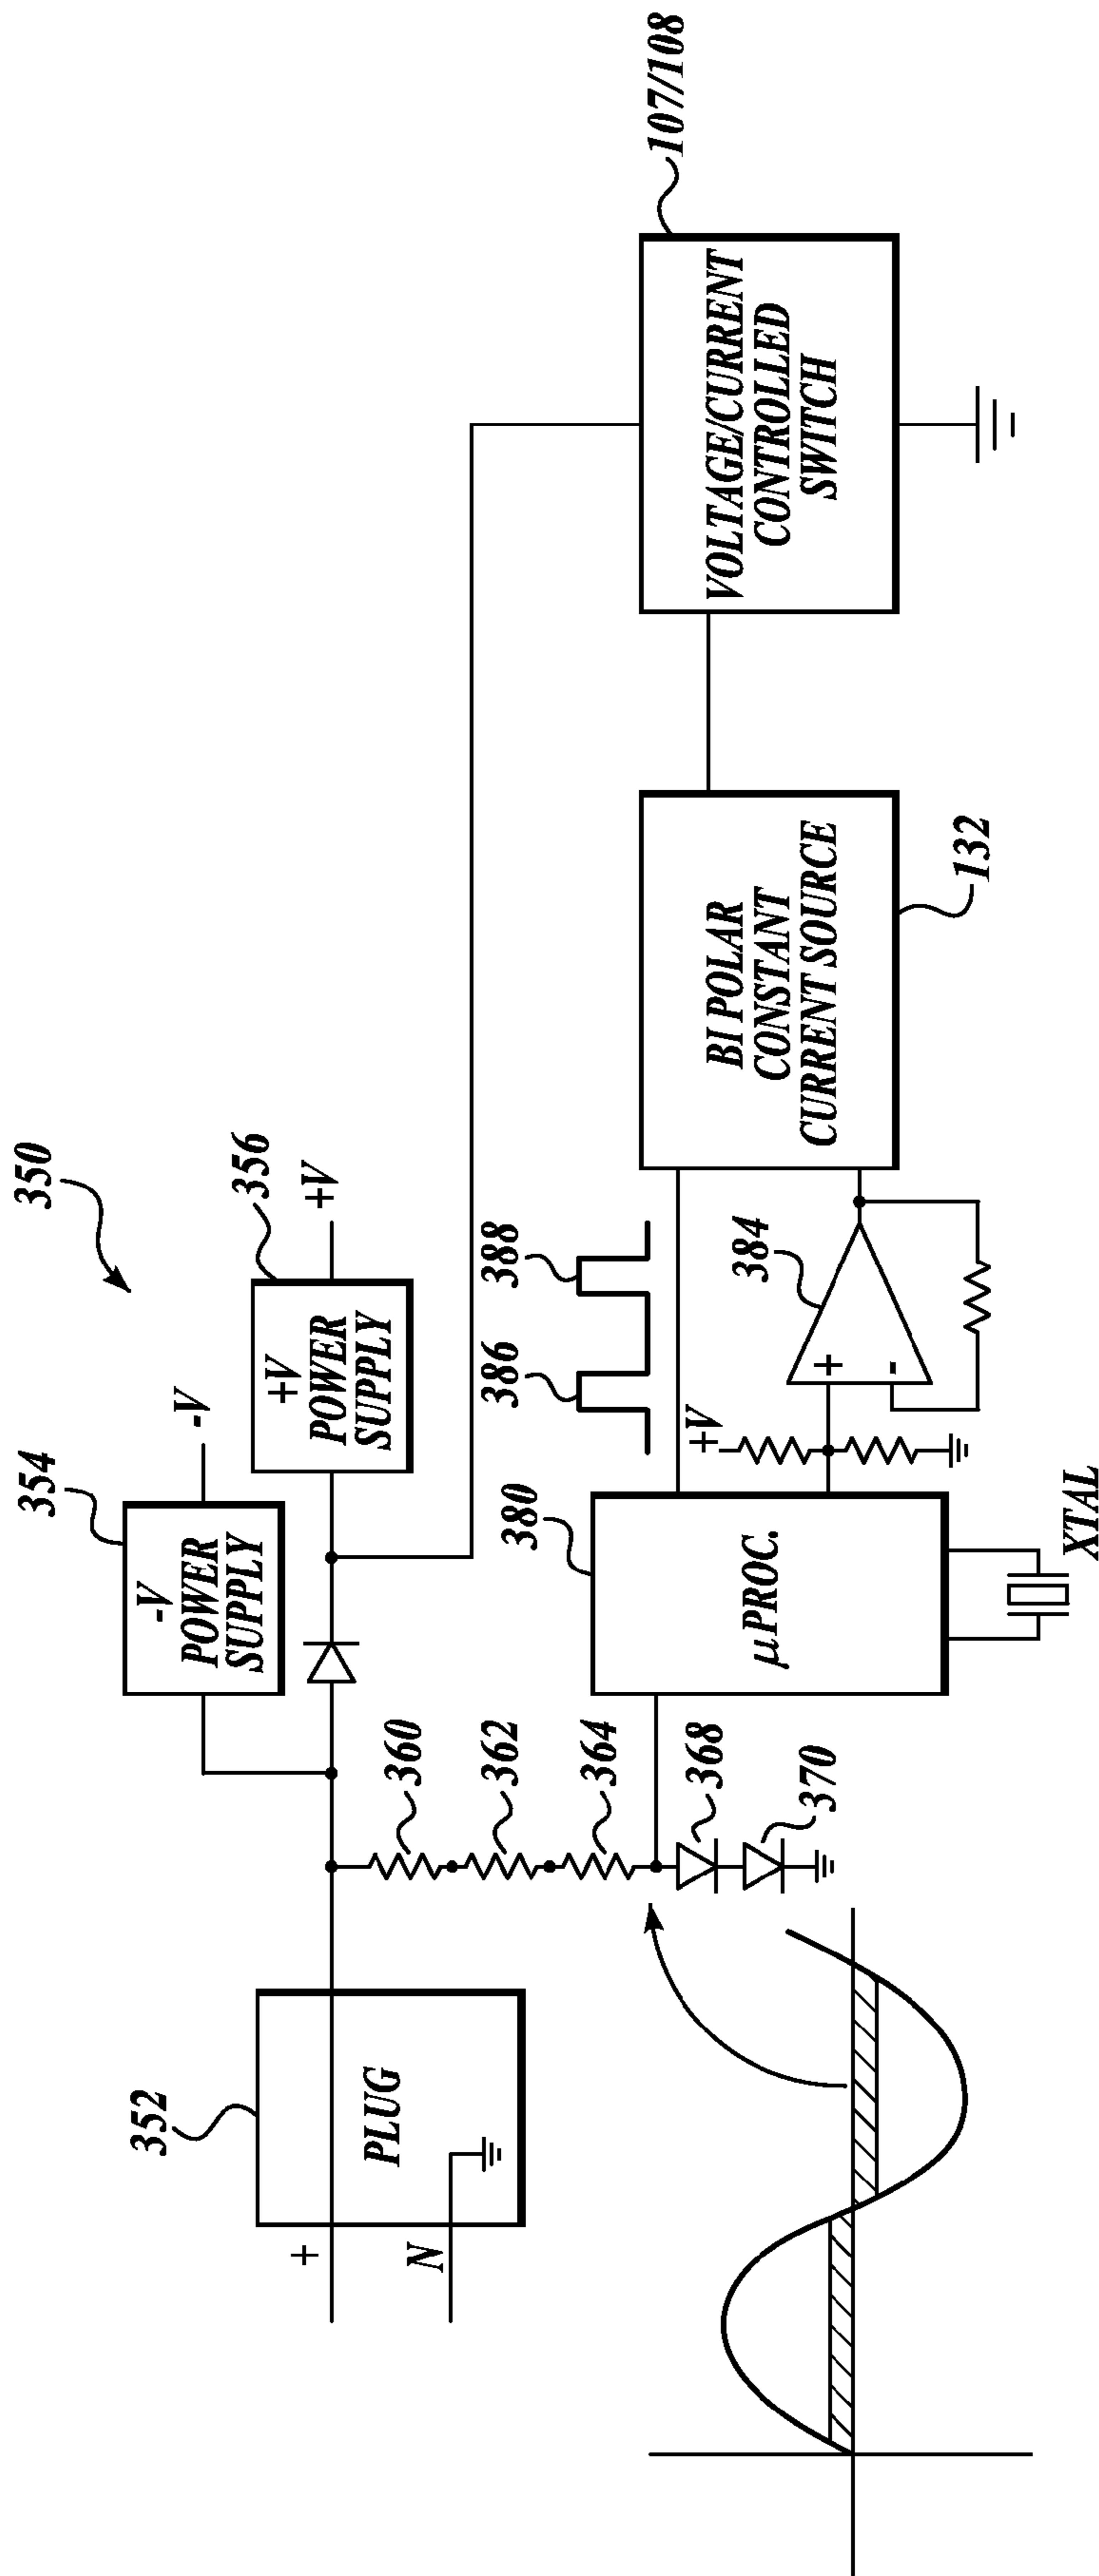 350
354
-V
POWER
SUPPLY
-V
356
+V
POWER
SUPPLY
+V
352
+
N
PLUG
360
362
364
368
370
380
μPROC.
XTAL
386
388
+V
384
+
-
BI POLAR
CONSTANT
CURRENT SOURCE
132
VOLTAGE/CURRENT
CONTROLLED
SWITCH
107/108